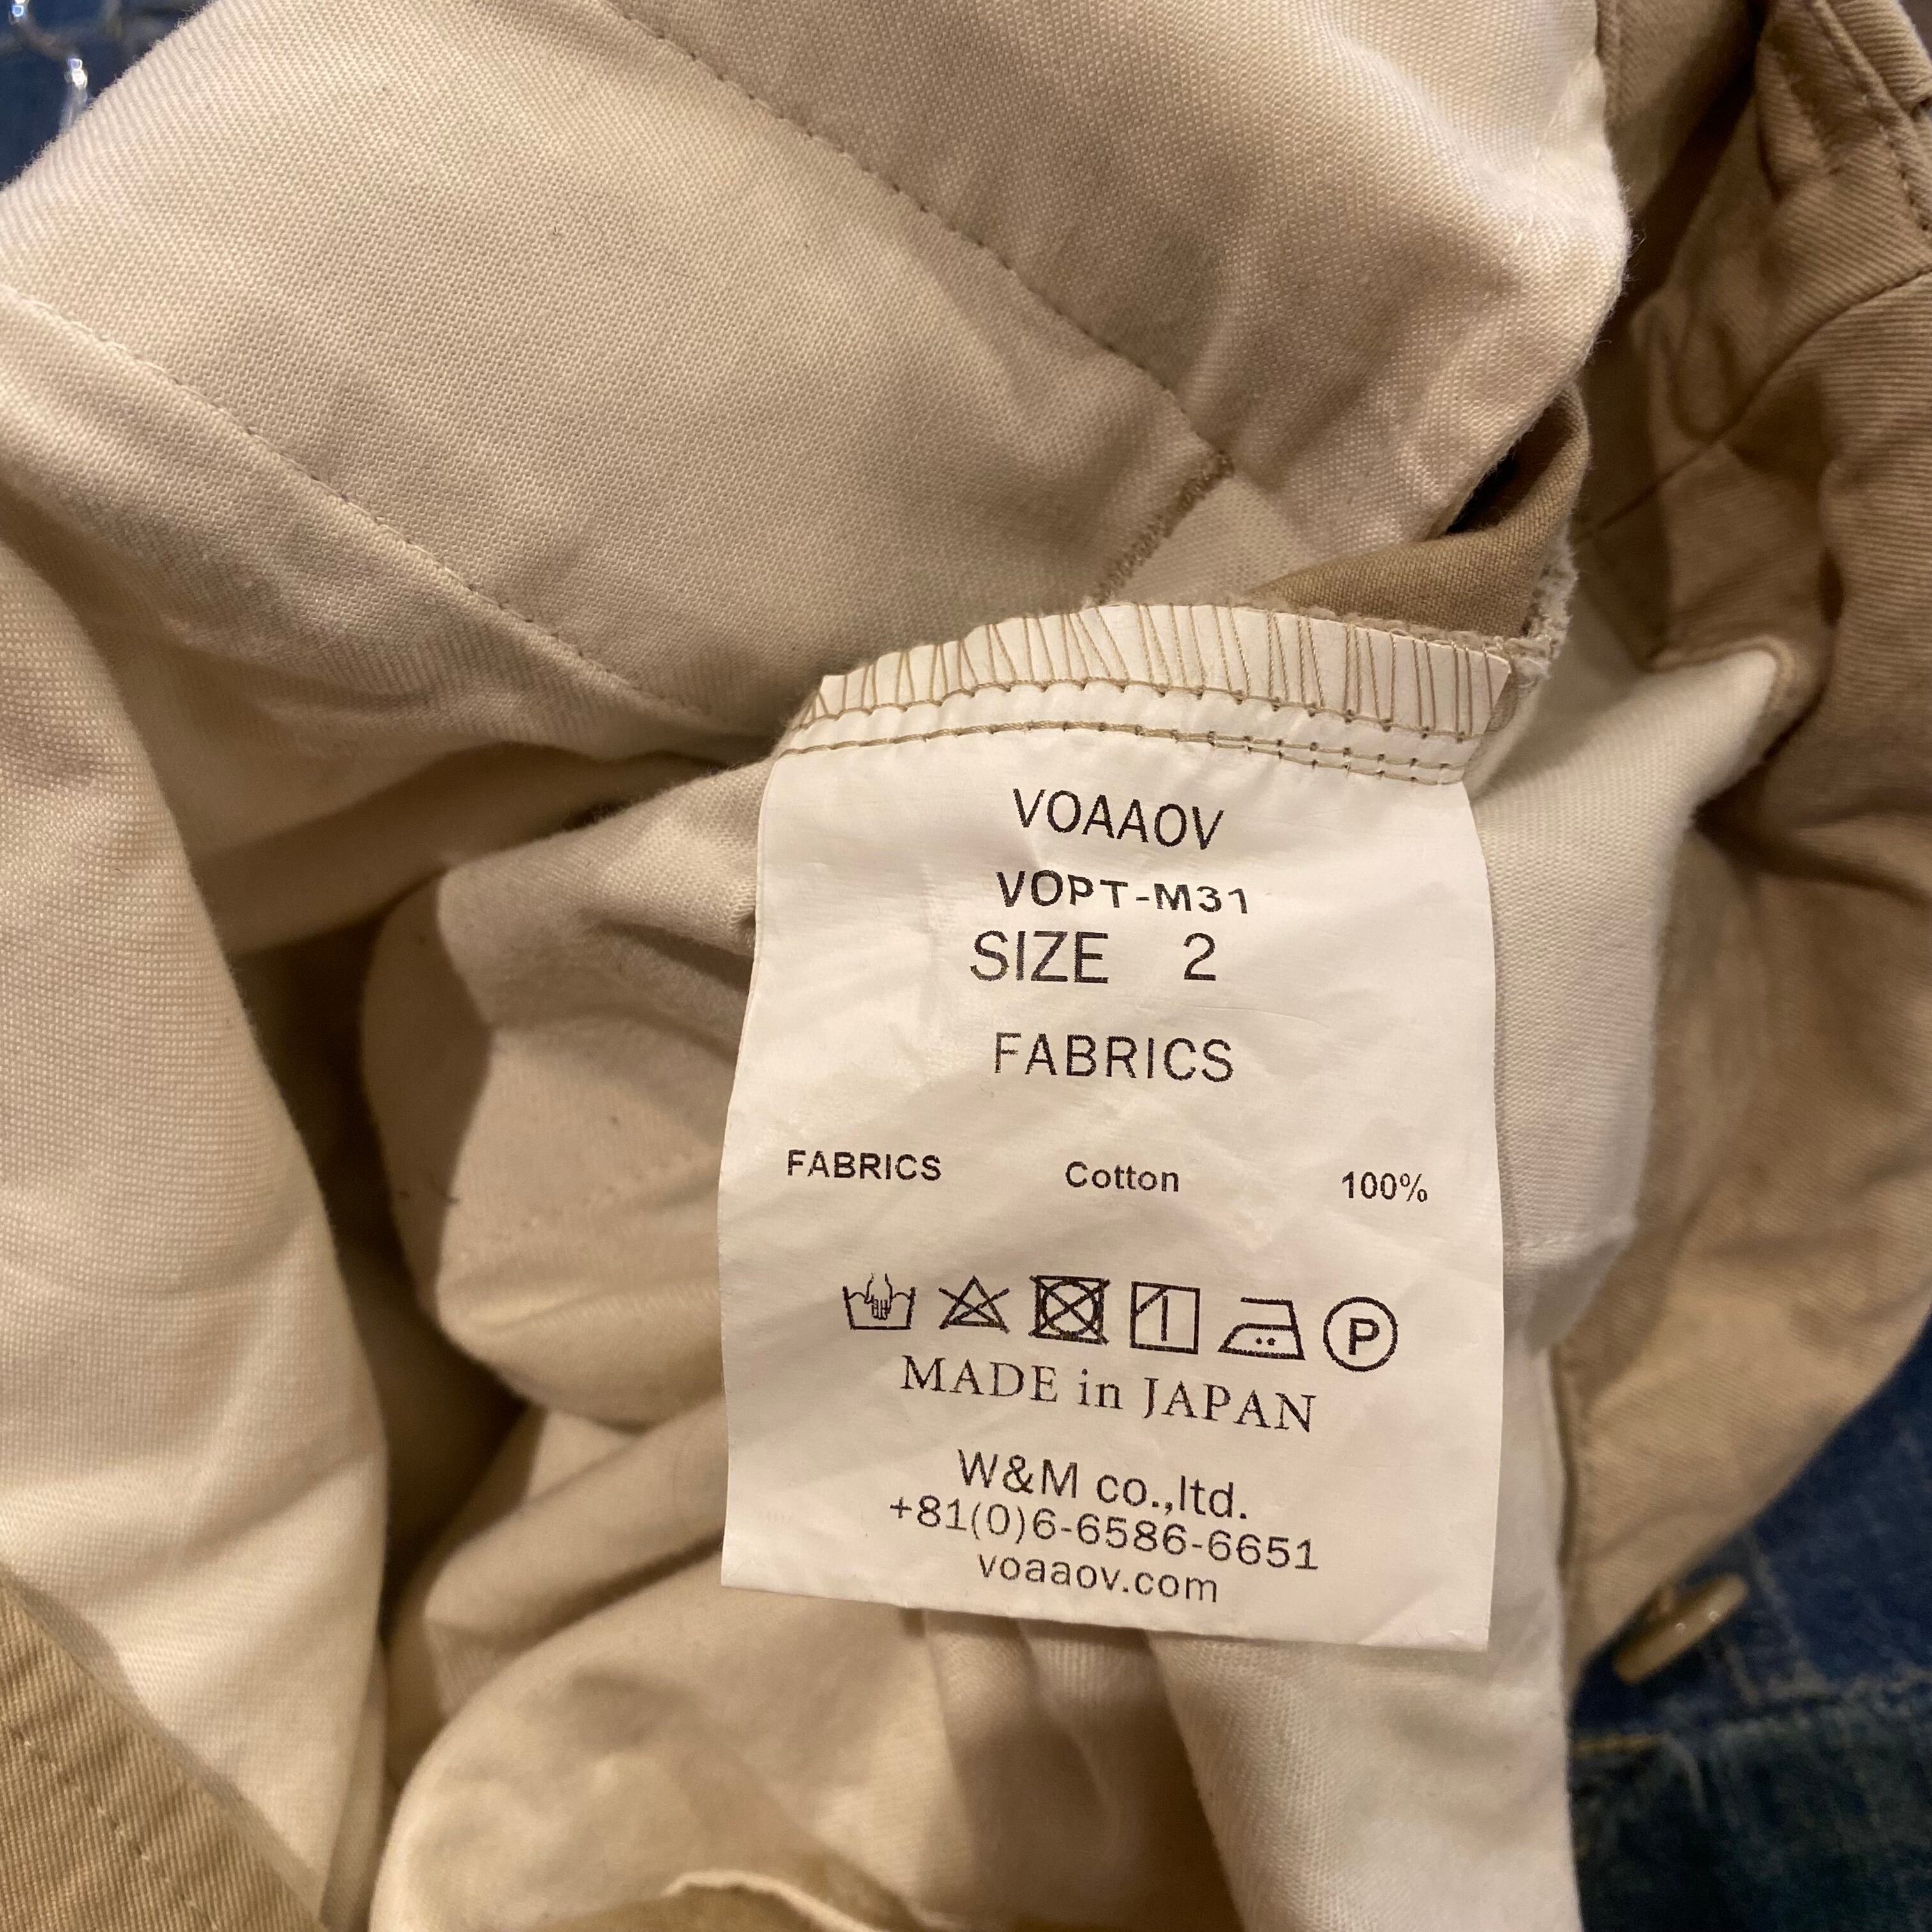 VOAAOV
VOPT-M31
SIZE 2
FABRICS
FABRICS Cotton 100%
P
MADE in JAPAN
W&M co.,ltd.
+81(0)6-6586-6651
voaaov.com